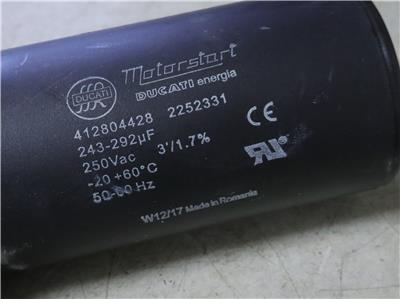 DUCATI
Motorstart
DUCATI energia
412804428 2252331
243-292µF
250Vac 3'/1.7%
-20 +60°C
50-60 Hz
CE
W12/17 Made in Romania